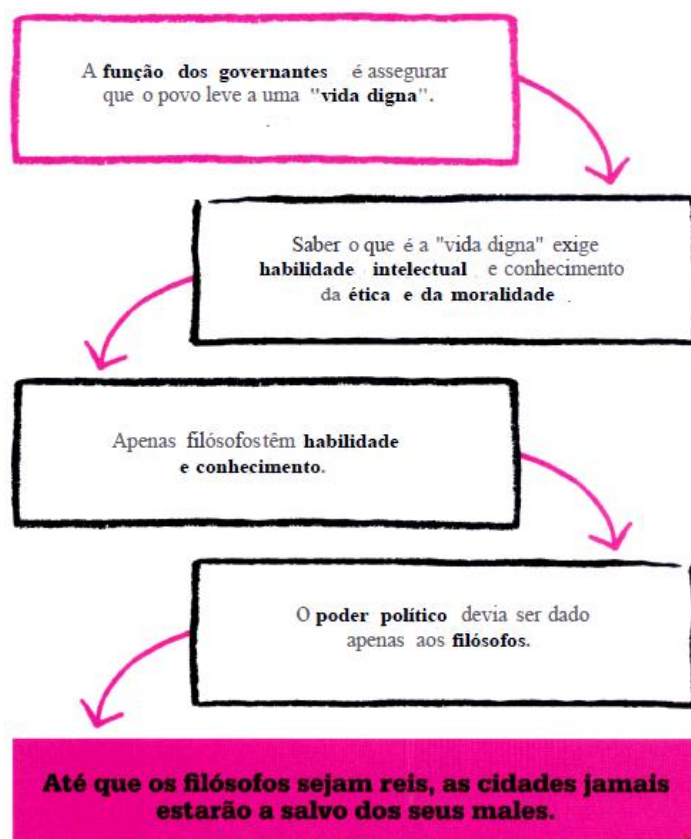 A função dos governantes é assegurar
que o povo leve a uma "vida digna".
Saber o que é a "vida digna" exige
habilidade intelectual e conhecimento
da ética e da moralidade .
Apenas filósofos têm habilidade
e conhecimento.
O poder político devia ser dado
apenas aos filósofos.
Até que os filósofos sejam reis, as cidades jamais
estarão a salvo dos seus males.